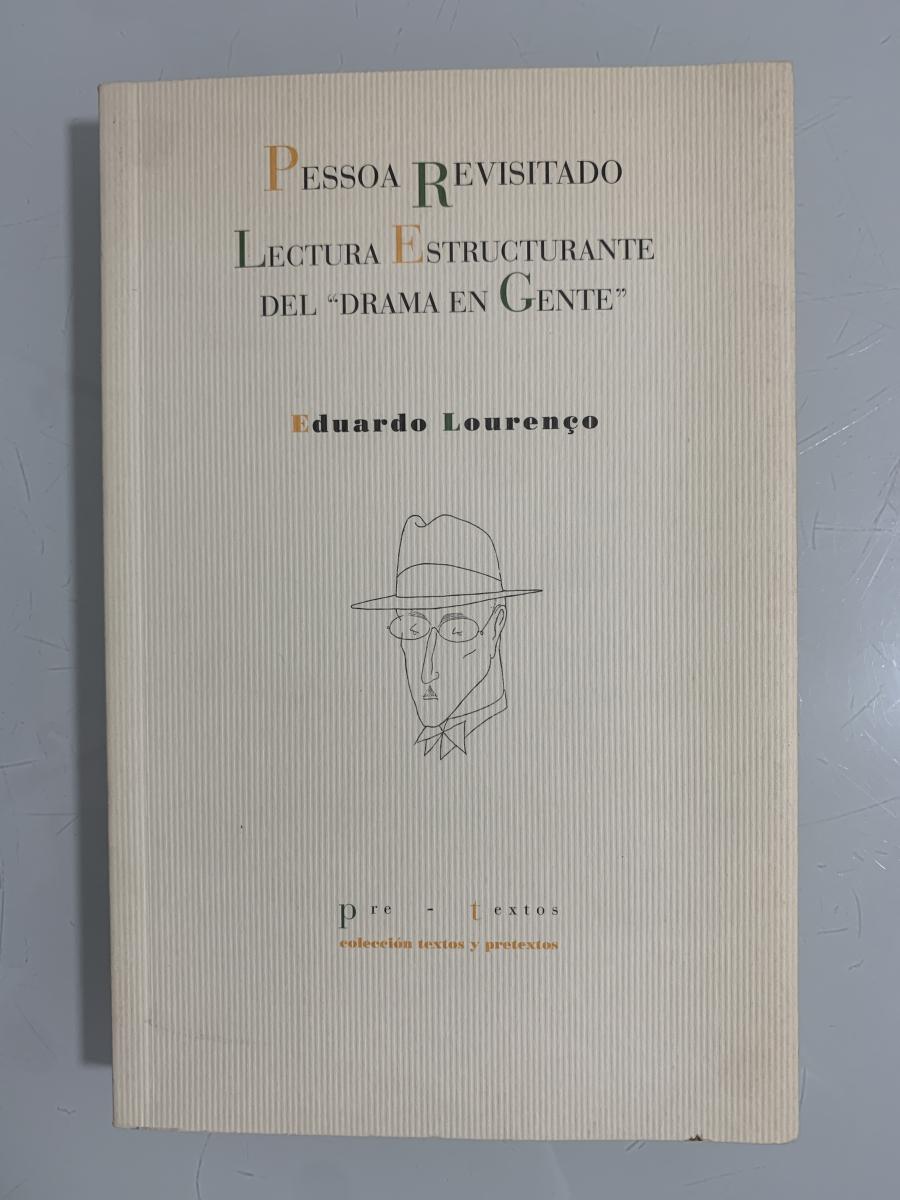 Pessoa Revisitado
Lectura Estructurante
del “drama en Gente”
Eduardo Lourenço
pre - textos
colección textos y pretextos